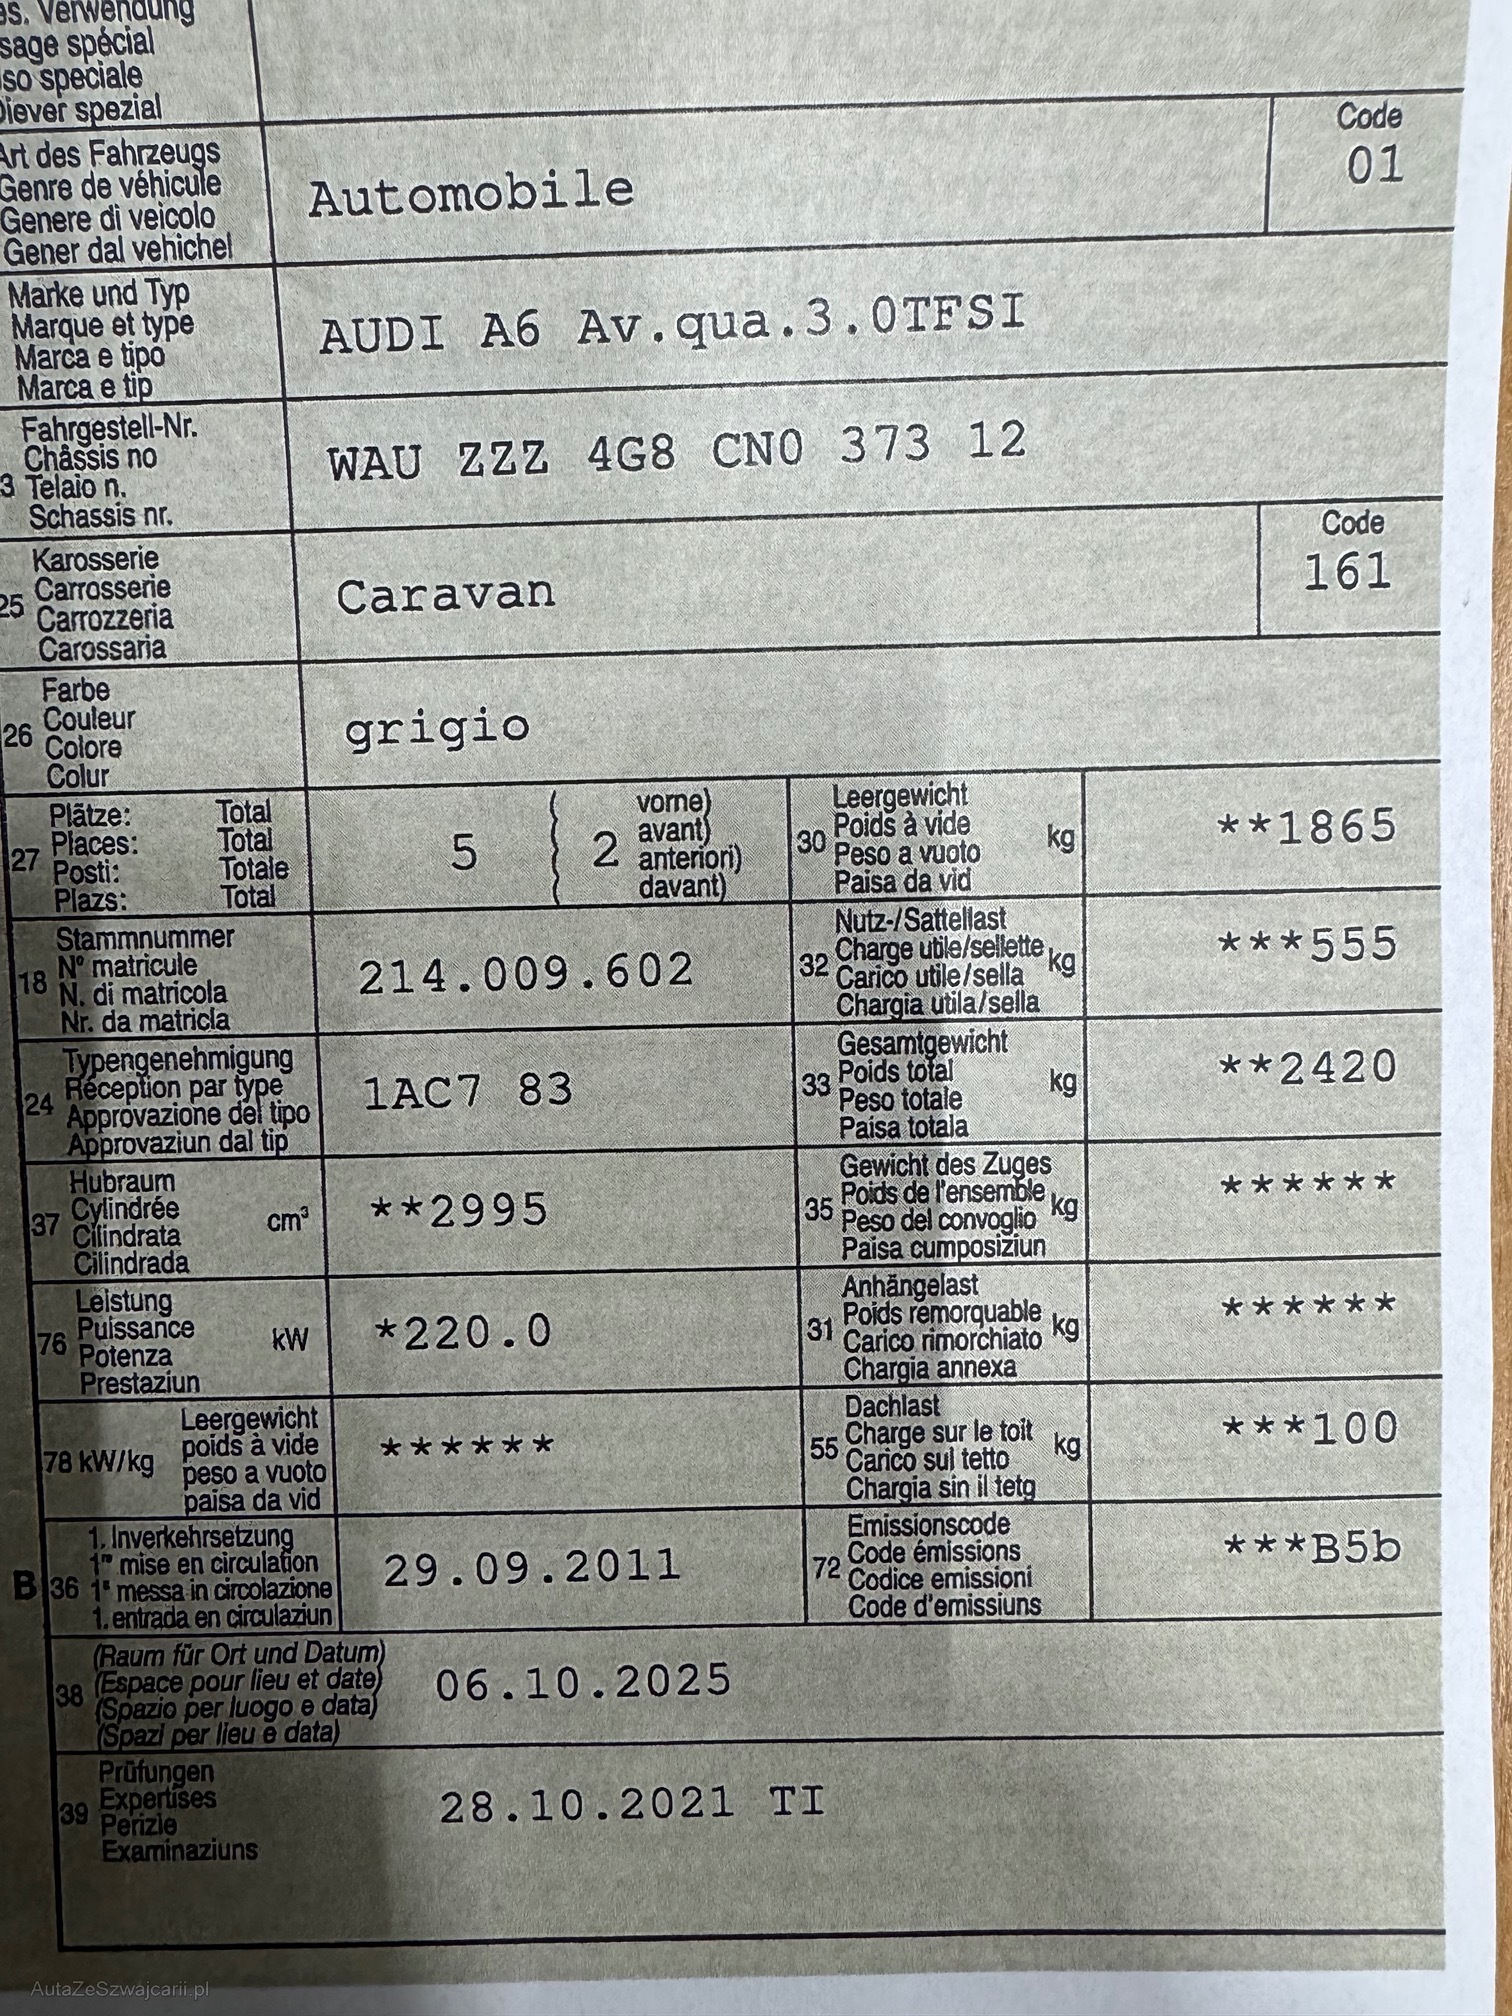 es. Verwendung
sage spécial
so speciale
Diever spezial
Art des Fahrzeugs
Genre de véhicule
Genere di veicolo
Gener dal vehichel
Automobile
Code
01
Marke und Typ
Marque et type
Marca e tipo
Marca e tip
AUDI A6 Av.qua.3.0TFSI
Fahrgestell-Nr.
Châssis no
3 Telaio n.
Schassis nr.
WAU ZZZ 4G8 CN0 373 12
25
Karosserie
Carrosserie
Carrozzeria
Carossaria
Caravan
Code
161
26
Farbe
Couleur
Colore
Colur
grigio
27
Plätze: Total
Places: Total
Posti: Totale
Plazs: Total
5 ( 2
vorne)
avant)
anteriori)
davant)
30
Leergewicht
Poids à vide
Peso a vuoto
Paisa da vid
kg
**1865
18
Stammnummer
N° matricule
N. di matricola
Nr. da matricla
214.009.602
32
Nutz-/Sattellast
Charge utile/sellette
Carico utile/sella
Chargia utila/sella
kg
***555
24
Typengenehmigung
Réception par type
Approvazione del tipo
Approvaziun dal tip
1AC7 83
33
Gesamtgewicht
Poids total
Peso totale
Paisa totala
kg
**2420
37
Hubraum
Cylindrée
Cilindrata
Cilindrada
cm³
**2995
35
Gewicht des Zuges
Poids de l'ensemble
Peso del convoglio
Paisa cumposiziun
kg
******
76
Leistung
Puissance
Potenza
Prestaziun
kW
*220.0
31
Anhängelast
Poids remorquable
Carico rimorchiato
Chargia annexa
kg
******
78 kW/kg
Leergewicht
poids à vide
peso a vuoto
paisa da vid
******
55
Dachlast
Charge sur le toit
Carico sul tetto
Chargia sin il tetg
kg
***100
B 36
1. Inverkehrsetzung
1re mise en circulation
1a messa in circolazione
1. entrada en circulaziun
29.09.2011
72
Emissionscode
Code émissions
Codice emissioni
Code d'emissiuns
***B5b
38
(Raum für Ort und Datum)
(Espace pour lieu et date)
(Spazio per luogo e data)
(Spazi per lieu e data)
06.10.2025
39
Prüfungen
Expertises
Perizie
Examinaziuns
28.10.2021 TI
AutaZeSzwajcarii.pl